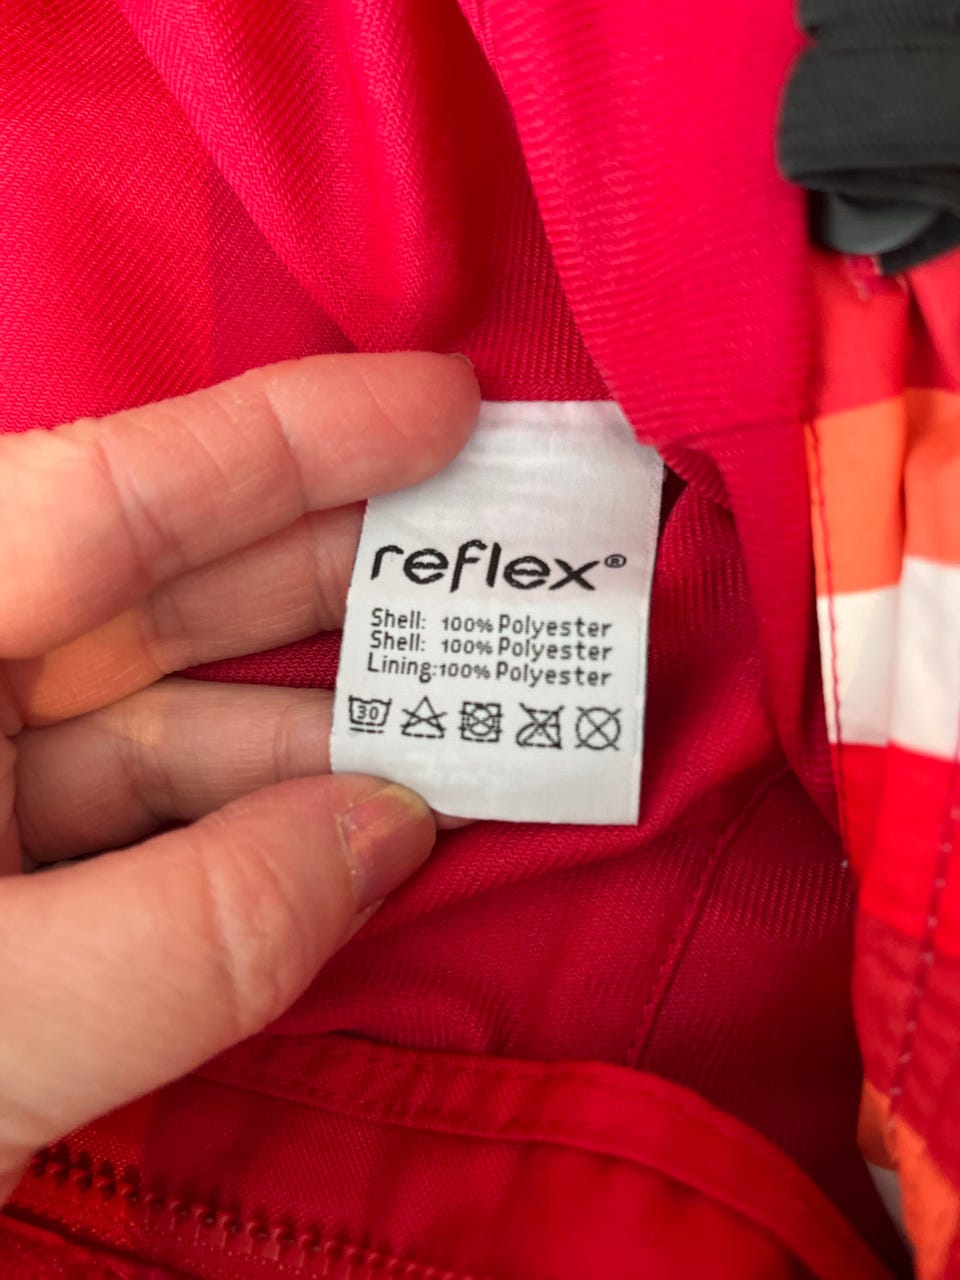 reflex®
Shell: 100% Polyester
Shell: 100% Polyester
Lining:100% Polyester
30